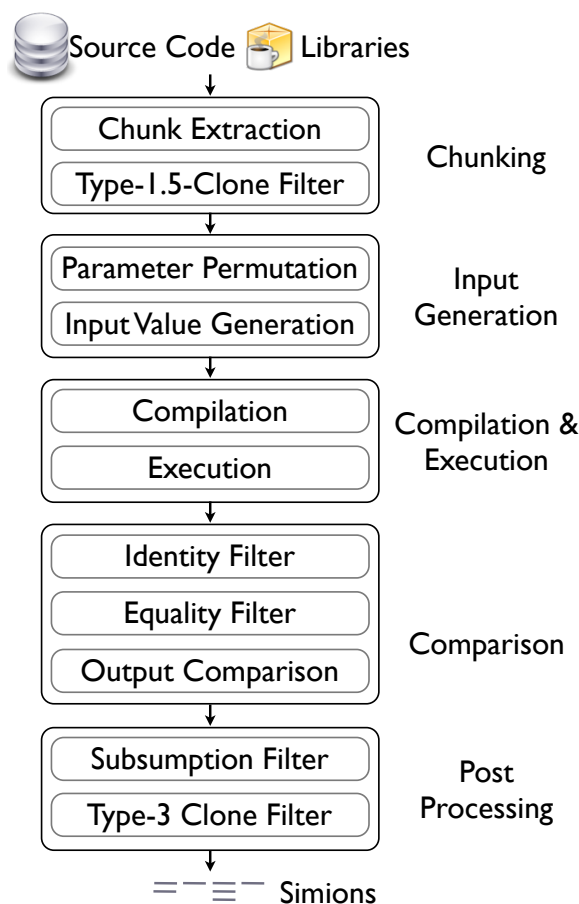 Source Code Libraries
Chunk Extraction
Type-1.5-Clone Filter
Chunking
Parameter Permutation
Input Value Generation
Input
Generation
Compilation
Execution
Compilation &
Execution
Identity Filter
Equality Filter
Output Comparison
Comparison
Subsumption Filter
Type-3 Clone Filter
Post
Processing
Simions